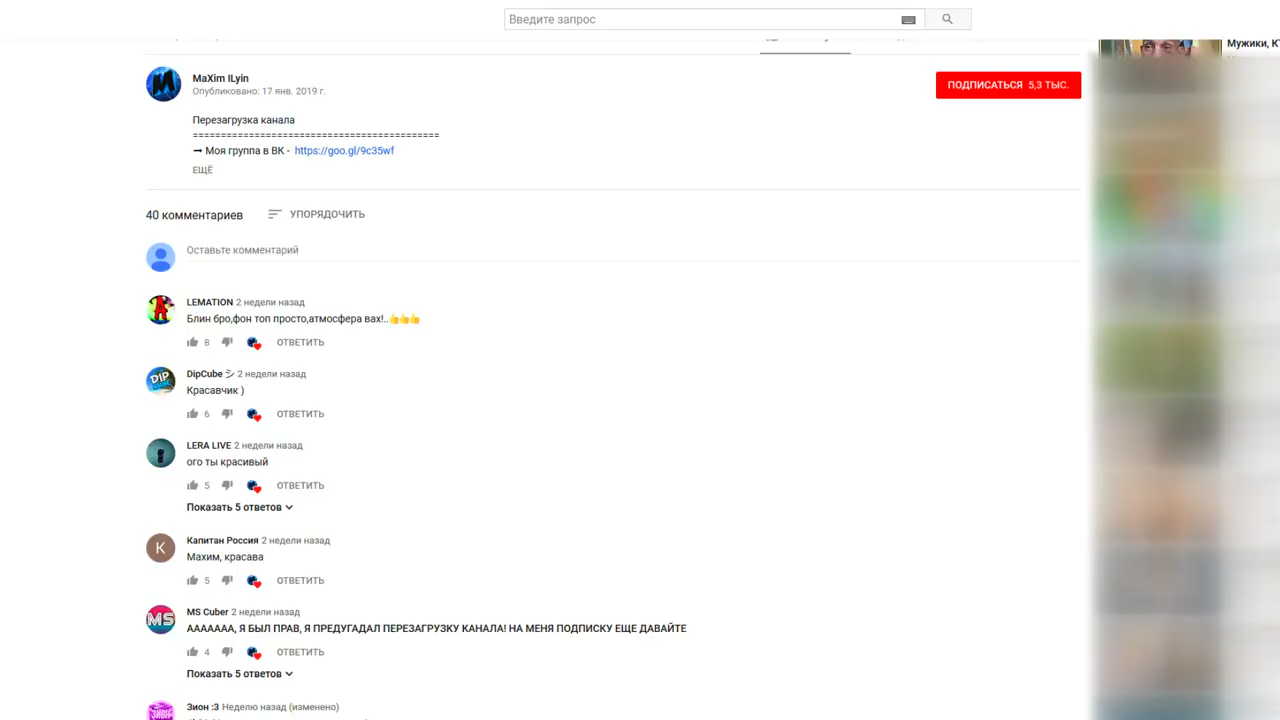 Введите запрос
Мужики, К
MaXim ILyin
Опубликовано: 17 янв. 2019 г.
ПОДПИСАТЬСЯ 5,3 ТЫС.
Перезагрузка канала
============================================
➞ Моя группа в ВК - https://goo.gl/9c35wf
ЕЩЁ
40 комментариев
УПОРЯДОЧИТЬ
Оставьте комментарий
LEMATION 2 недели назад
Блин бро,фон топ просто,атмосфера вах!..👍👍👍
8 ОТВЕТИТЬ
DIP CUBE
DipCube シ 2 недели назад
Красавчик )
6 ОТВЕТИТЬ
LERA LIVE 2 недели назад
ого ты красивый
5 ОТВЕТИТЬ
Показать 5 ответов
К
Капитан Россия 2 недели назад
Махим, красава
5 ОТВЕТИТЬ
MS
MS Cuber 2 недели назад
ААААААА, Я БЫЛ ПРАВ, Я ПРЕДУГАДАЛ ПЕРЕЗАГРУЗКУ КАНАЛА! НА МЕНЯ ПОДПИСКУ ЕЩЕ ДАВАЙТЕ
4 ОТВЕТИТЬ
Показать 5 ответов
Зион :3 Неделю назад (изменено)